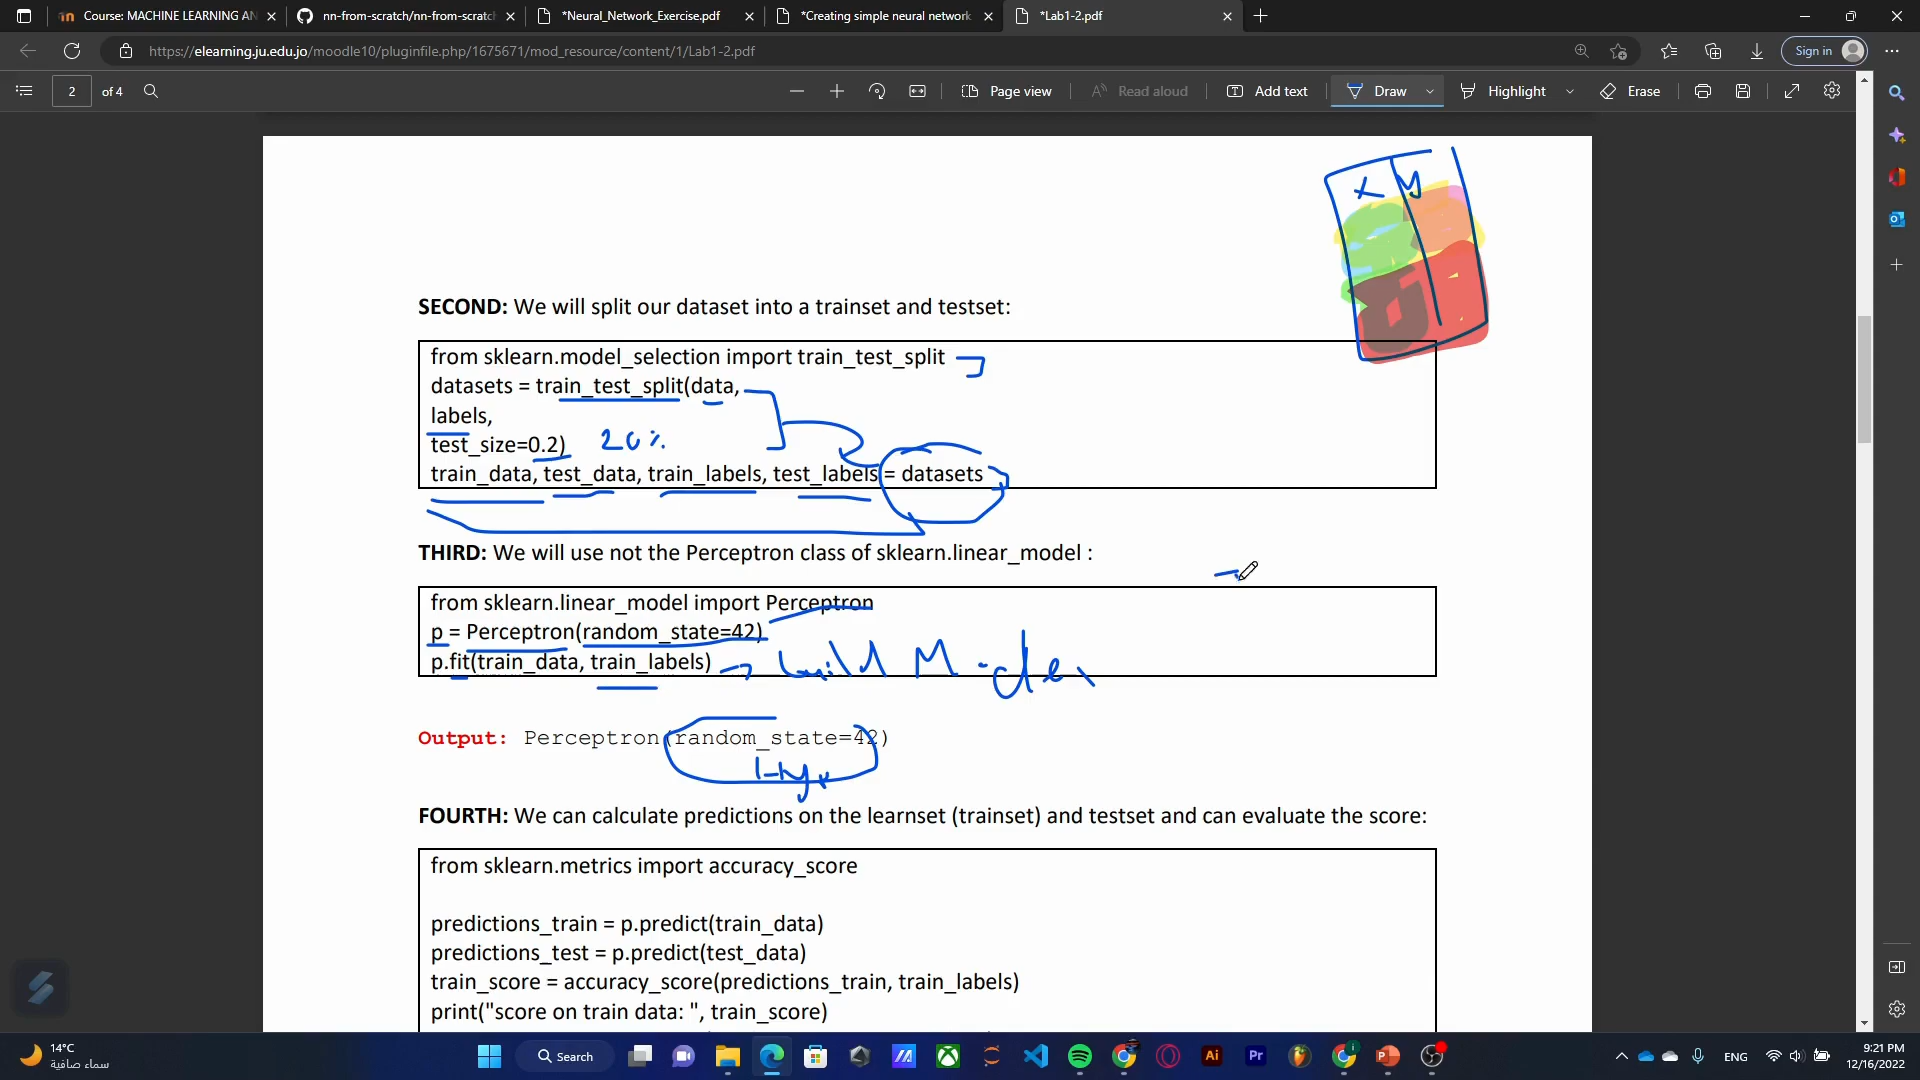 Course: MACHINE LEARNING AN
nn-from-scratch/nn-from-scratch
*Neural_Network_Exercise.pdf
*Creating simple neural network
*Lab1-2.pdf
https://elearning.ju.edu.jo/moodle10/pluginfile.php/1675671/mod_resource/content/1/Lab1-2.pdf
Sign in
2 of 4
Page view
Read aloud
Add text
Draw
Highlight
Erase
x y
SECOND: We will split our dataset into a trainset and testset:
from sklearn.model_selection import train_test_split
datasets = train_test_split(data,
labels,
test_size=0.2) 20%
train_data, test_data, train_labels, test_labels = datasets
THIRD: We will use not the Perceptron class of sklearn.linear_model :
from sklearn.linear_model import Perceptron
p = Perceptron(random_state=42)
p.fit(train_data, train_labels) build
Output: Perceptron(random_state=42)
FOURTH: We can calculate predictions on the learnset (trainset) and testset and can evaluate the score:
from sklearn.metrics import accuracy_score
predictions_train = p.predict(train_data)
predictions_test = p.predict(test_data)
train_score = accuracy_score(predictions_train, train_labels)
print("score on train data: ", train_score)
14°C
سماء صافية
Search
ENG
9:21 PM
12/16/2022